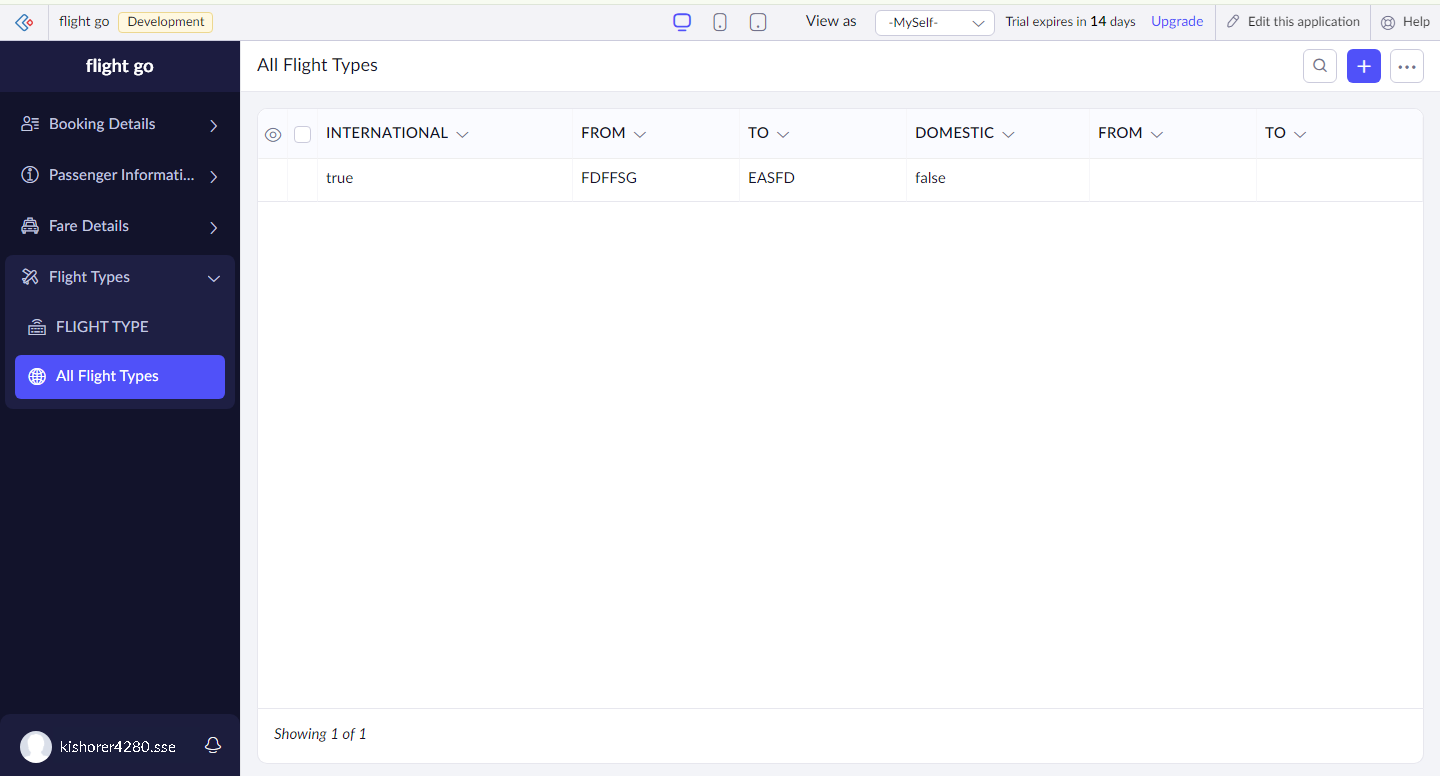 flight go Development View as -MySelf- Trial expires in 14 days Upgrade Edit this application Help
flight go
All Flight Types
Booking Details
Passenger Informati...
Fare Details
Flight Types
FLIGHT TYPE
All Flight Types
INTERNATIONAL FROM TO DOMESTIC FROM TO
true FDFFSG EASFD false
Showing 1 of 1
kishorer4280.sse